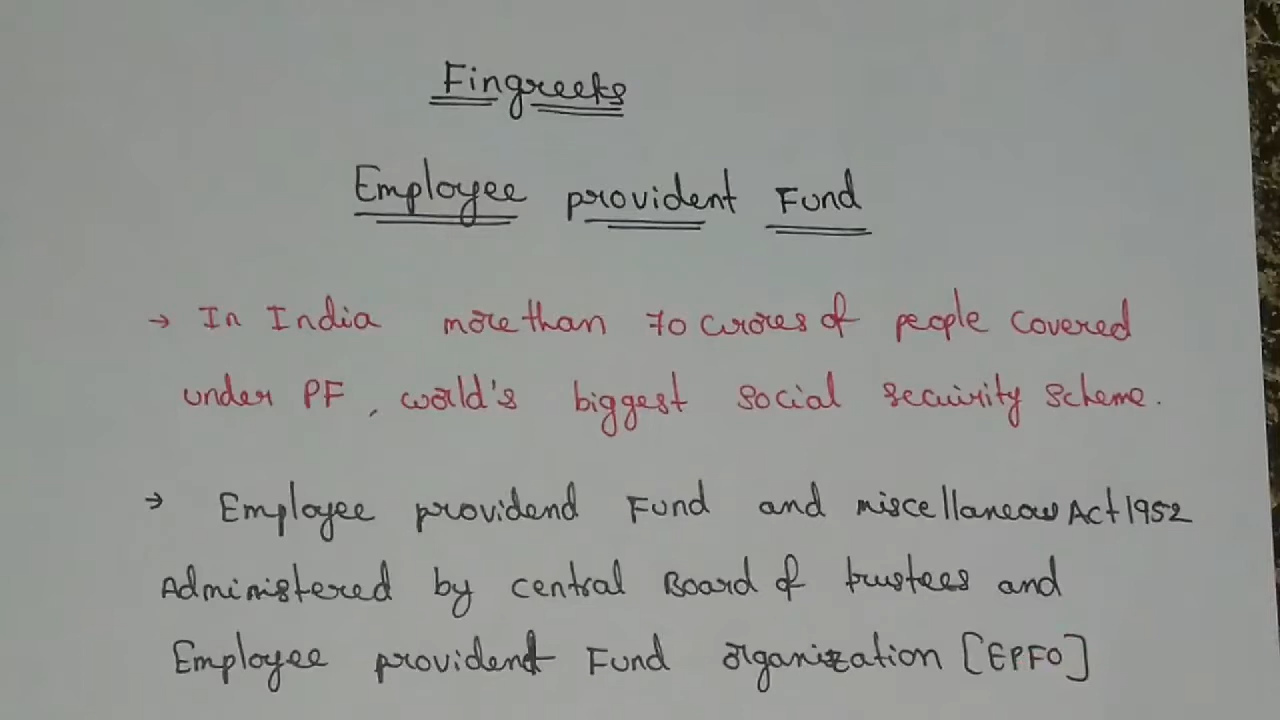 Fingreeks
Employee provident Fund
→ In India more than 70 crores of people covered
under PF, world's biggest social security scheme.
→ Employee providend Fund and miscellaneous Act 1952
Administered by central Board of trustees and
Employee provident Fund organization [EPFO]